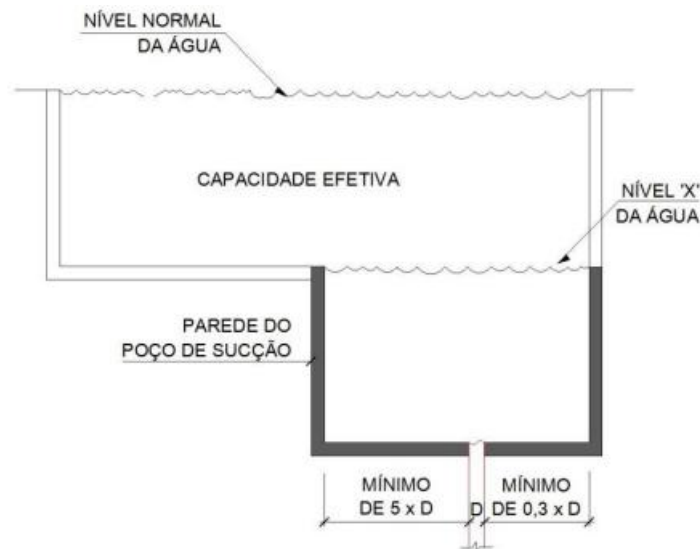 NÍVEL NORMAL
DA ÁGUA
CAPACIDADE EFETIVA
NÍVEL 'X'
DA ÁGUA
PAREDE DO
POÇO DE SUCÇÃO
MÍNIMO
DE 5 x D
D
MÍNIMO
DE 0,3 x D